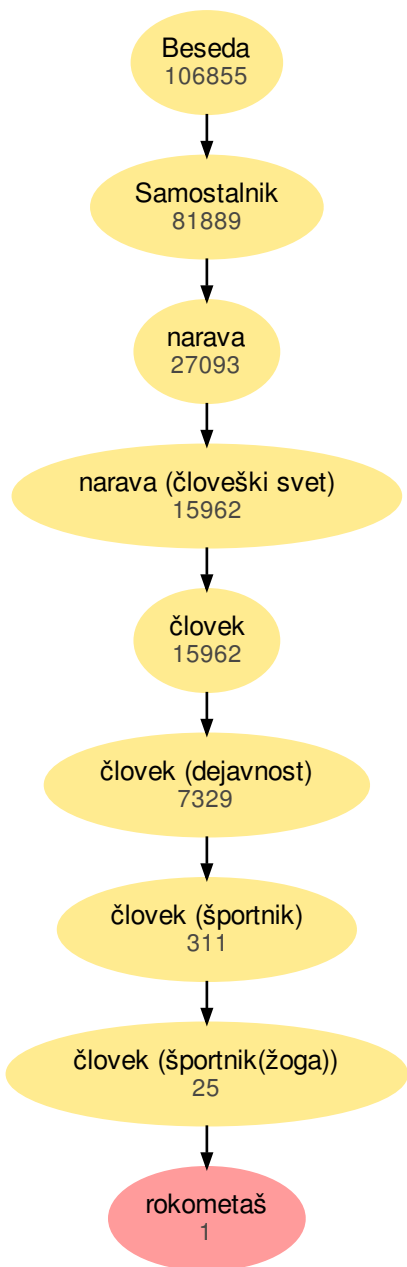 Beseda
106855
Samostalnik
81889
narava
27093
narava (človeški svet)
15962
človek
15962
človek (dejavnost)
7329
človek (športnik)
311
človek (športnik(žoga))
25
rokometaš
1